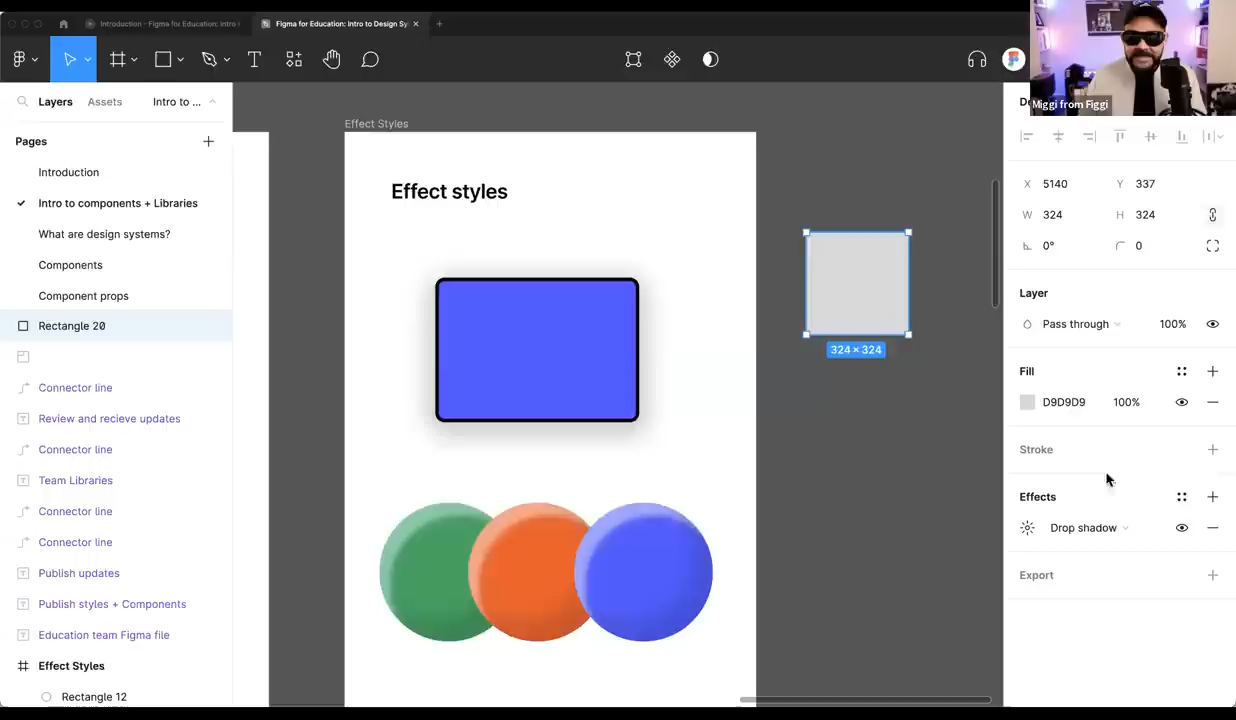 Introduction - Figma for Education: Intro t
Figma for Education: Intro to Design Sy
Miggi from Figgi
Layers
Assets
Intro to ...
Pages
Introduction
Intro to components + Libraries
What are design systems?
Components
Component props
Rectangle 20
Connector line
Review and recieve updates
Connector line
Team Libraries
Connector line
Connector line
Publish updates
Publish styles + Components
Education team Figma file
Effect Styles
Rectangle 12
Effect Styles
Effect styles
324 × 324
X 5140
Y 337
W 324
H 324
0°
0
Layer
Pass through
100%
Fill
D9D9D9
100%
Stroke
Effects
Drop shadow
Export